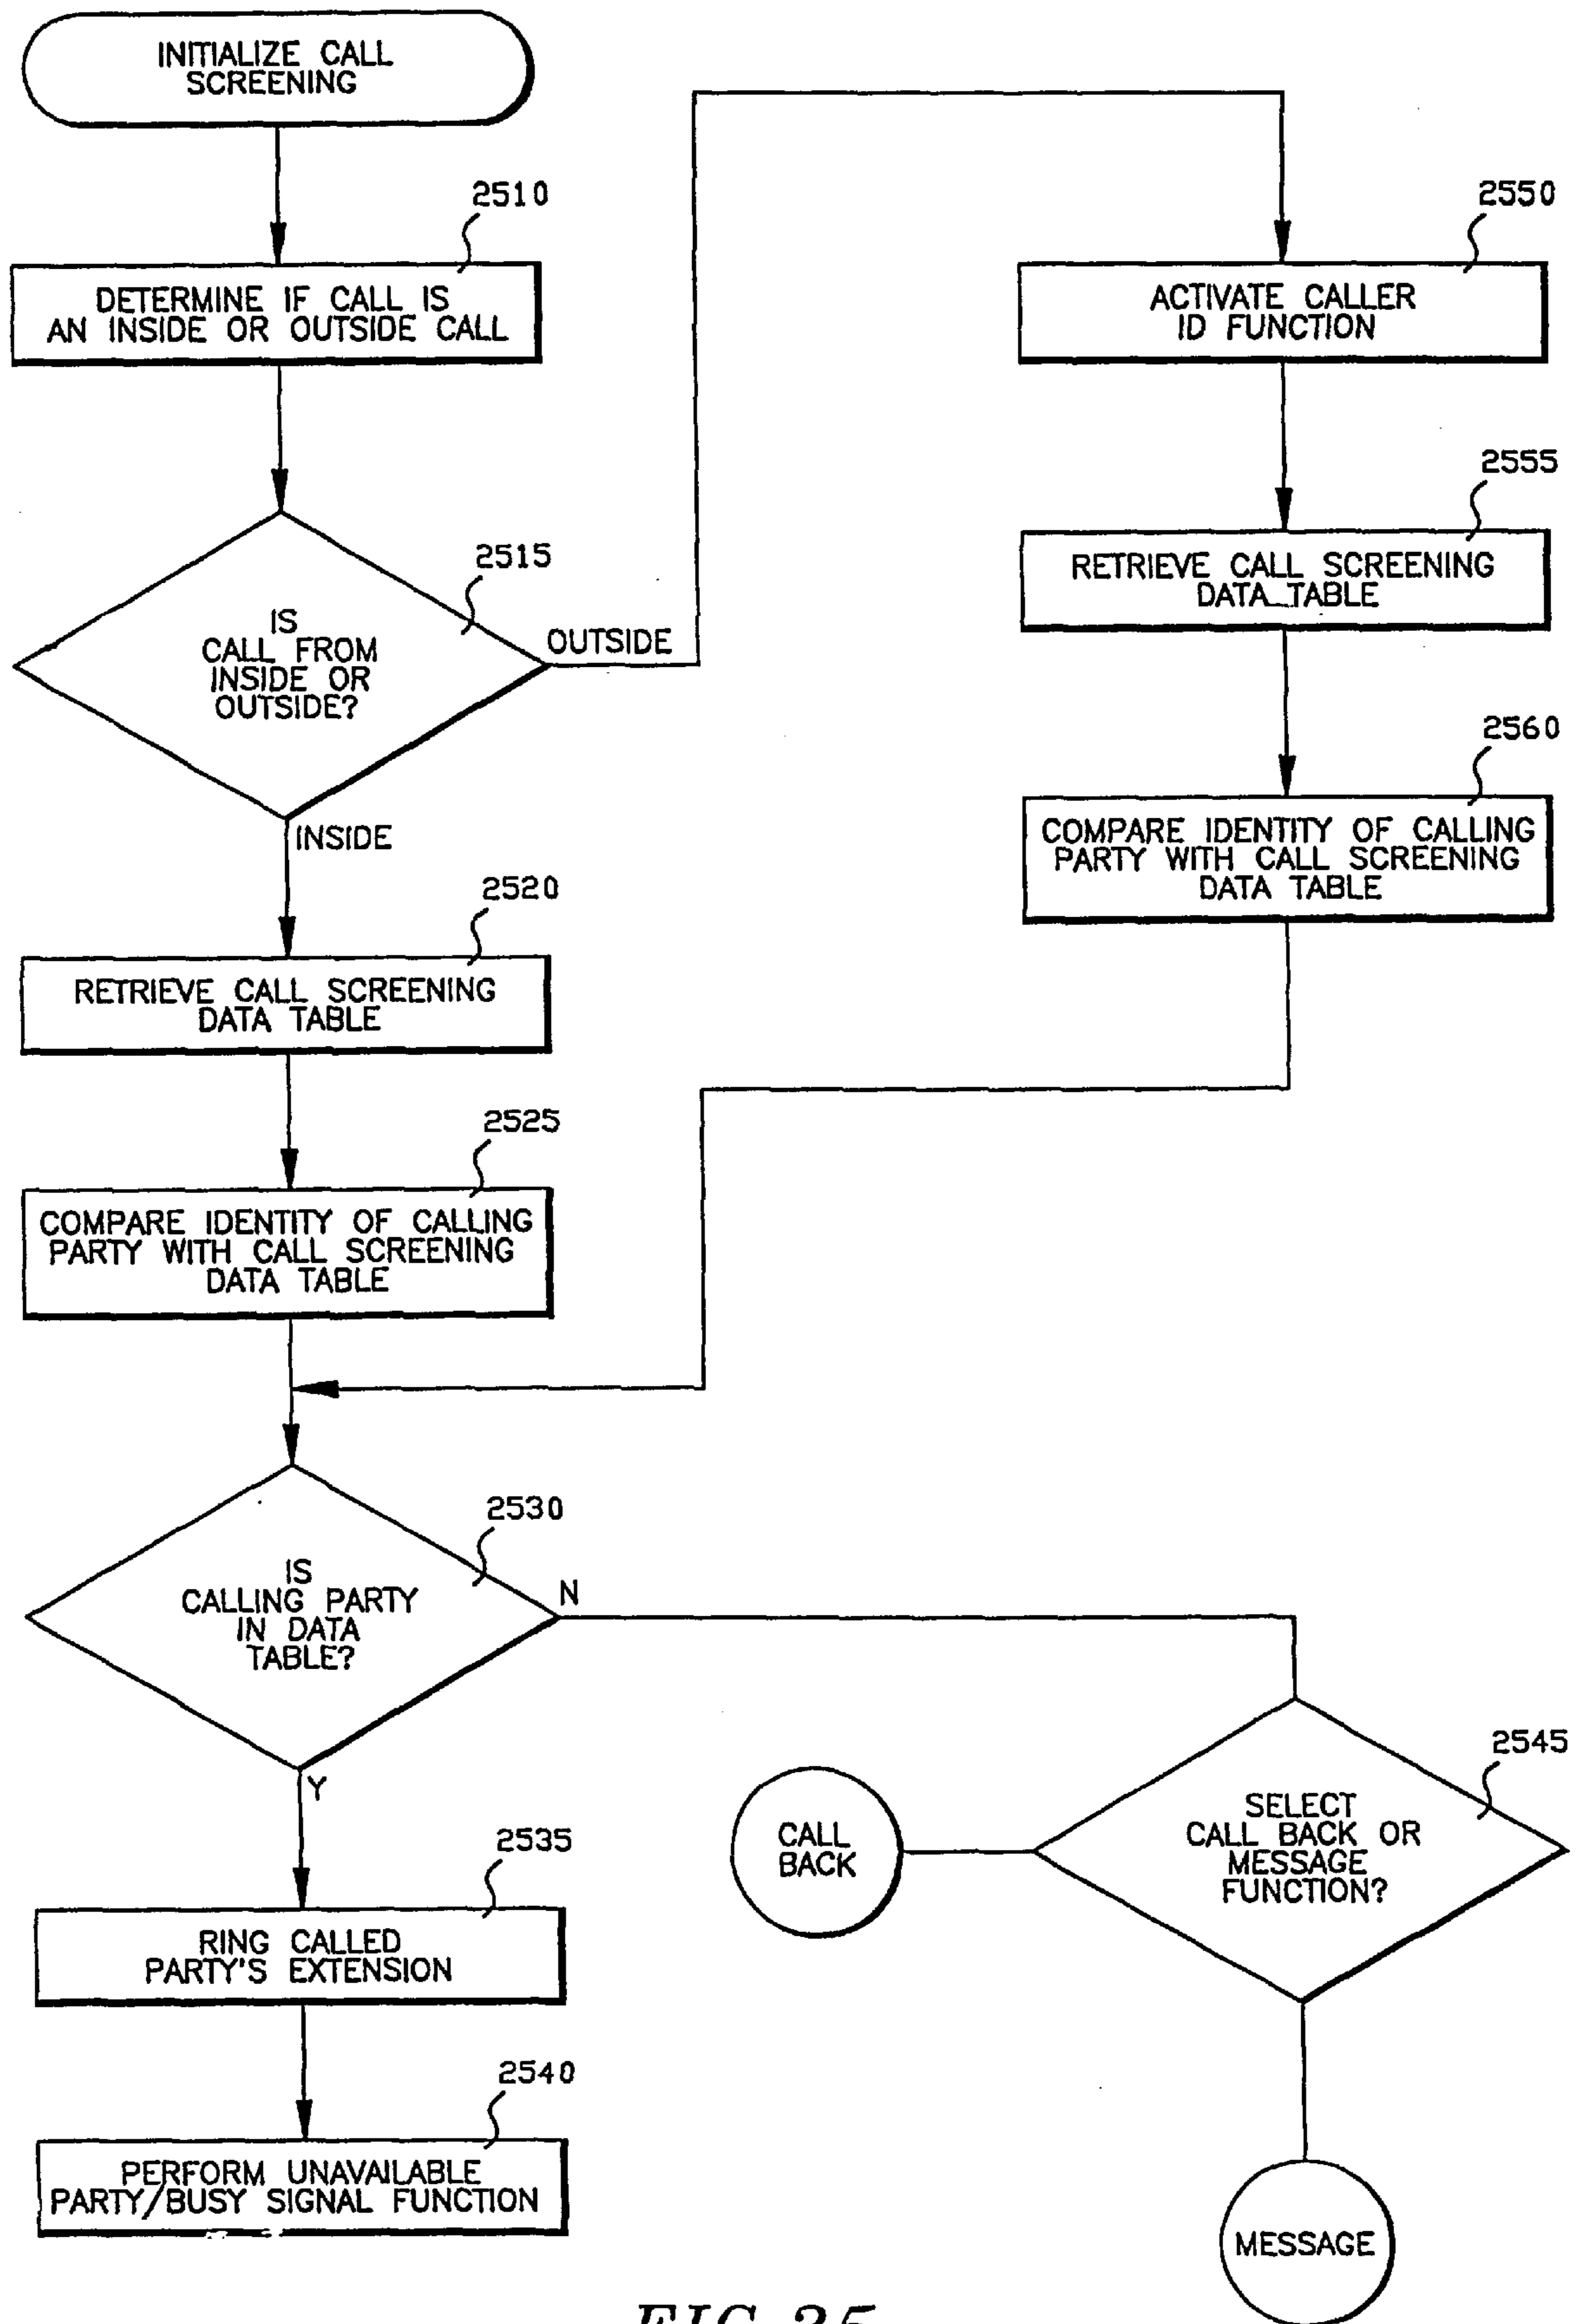 INITIALIZE CALL
SCREENING
2510
DETERMINE IF CALL IS
AN INSIDE OR OUTSIDE CALL
2515
IS
CALL FROM
INSIDE OR
OUTSIDE?
OUTSIDE
INSIDE
2520
RETRIEVE CALL SCREENING
DATA TABLE
2525
COMPARE IDENTITY OF CALLING
PARTY WITH CALL SCREENING
DATA TABLE
2550
ACTIVATE CALLER
ID FUNCTION
2555
RETRIEVE CALL SCREENING
DATA TABLE
2560
COMPARE IDENTITY OF CALLING
PARTY WITH CALL SCREENING
DATA TABLE
2530
IS
CALLING PARTY
IN DATA
TABLE?
N
Y
2535
RING CALLED
PARTY'S EXTENSION
2540
PERFORM UNAVAILABLE
PARTY/BUSY SIGNAL FUNCTION
2545
SELECT
CALL BACK OR
MESSAGE
FUNCTION?
CALL
BACK
MESSAGE
FIG. 25